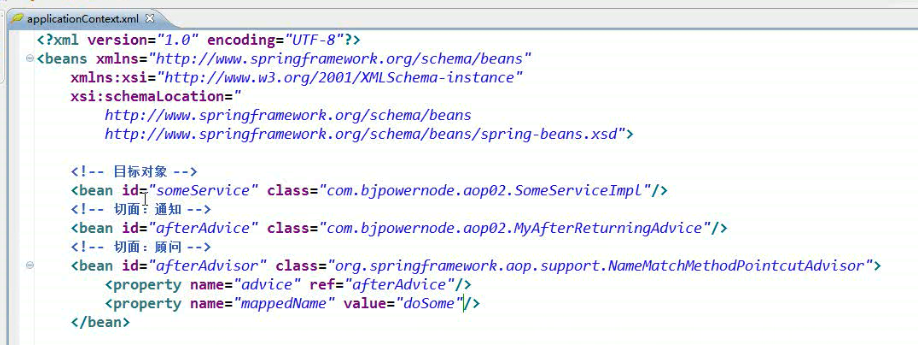 applicationContext.xml
<?xml version="1.0" encoding="UTF-8"?>
<beans xmlns="http://www.springframework.org/schema/beans"
    xmlns:xsi="http://www.w3.org/2001/XMLSchema-instance"
    xsi:schemaLocation="
        http://www.springframework.org/schema/beans
        http://www.springframework.org/schema/beans/spring-beans.xsd">

    <!-- 目标对象 -->
    <bean id="someService" class="com.bjpowernode.aop02.SomeServiceImpl"/>
    <!-- 切面：通知 -->
    <bean id="afterAdvice" class="com.bjpowernode.aop02.MyAfterReturningAdvice"/>
    <!-- 切面：顾问 -->
    <bean id="afterAdvisor" class="org.springframework.aop.support.NameMatchMethodPointcutAdvisor">
        <property name="advice" ref="afterAdvice"/>
        <property name="mappedName" value="doSome"/>
    </bean>